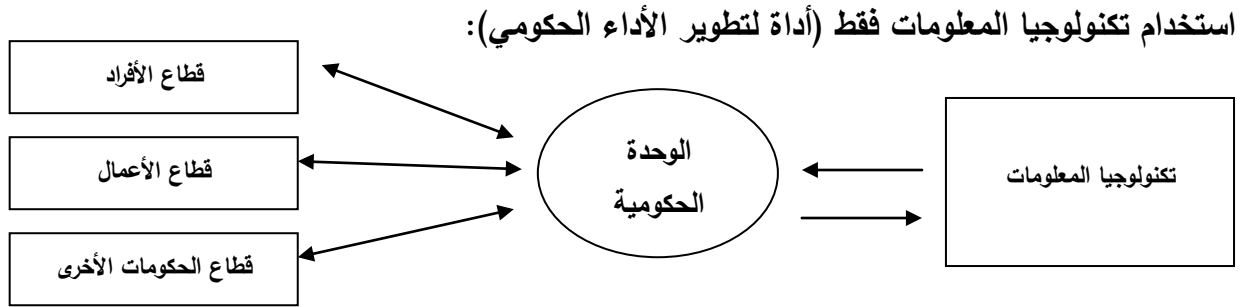 استخدام تكنولوجيا المعلومات فقط (أداة لتطوير الأداء الحكومي):
تكنولوجيا المعلومات
الوحدة
الحكومية
قطاع الأفراد
قطاع الأعمال
قطاع الحكومات الأخرى